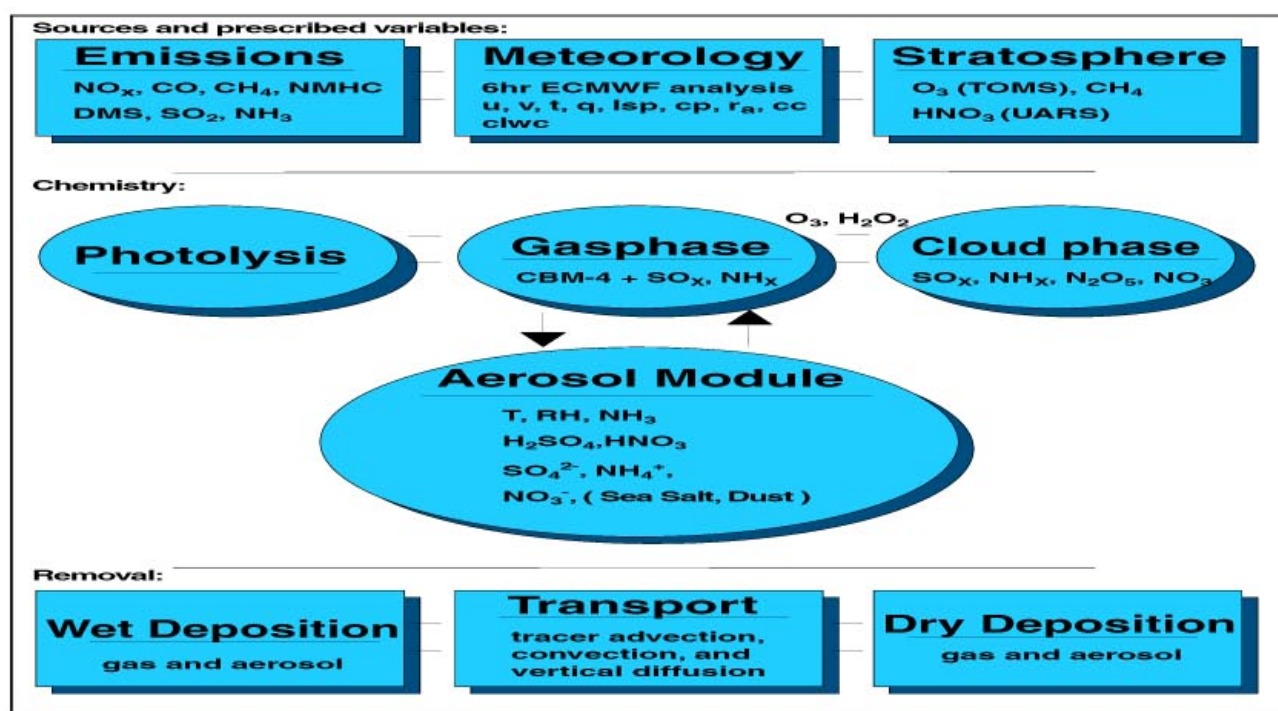 Sources and prescribed variables:
Emissions
NOx, CO, CH₄, NMHC
DMS, SO₂, NH₃
Meteorology
6hr ECMWF analysis
u, v, t, q, lsp, cp, rₐ, cc
clwc
Stratosphere
O₃ (TOMS), CH₄
HNO₃ (UARS)
Chemistry:
Photolysis
Gasphase
CBM-4 + SOx, NHx
O₃, H₂O₂
Cloud phase
SOx, NHx, N₂O₅, NO₃
Aerosol Module
T, RH, NH₃
H₂SO₄,HNO₃
SO₄²⁻, NH₄⁺,
NO₃⁻, ( Sea Salt, Dust )
Removal:
Wet Deposition
gas and aerosol
Transport
tracer advection,
convection, and
vertical diffusion
Dry Deposition
gas and aerosol